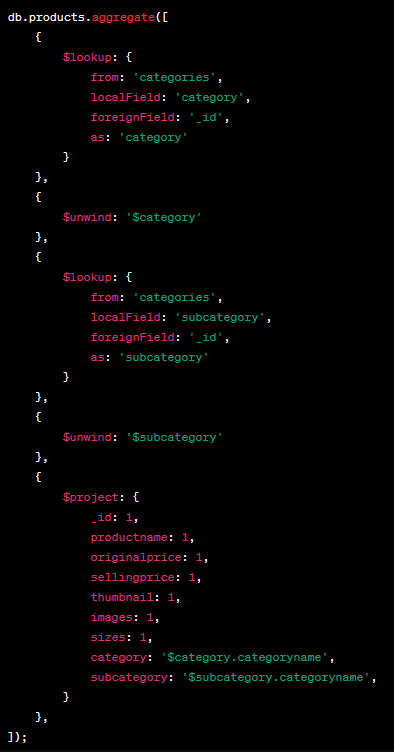 db.products.aggregate([
    {
        $lookup: {
            from: 'categories',
            localField: 'category',
            foreignField: '_id',
            as: 'category'
        }
    },
    {
        $unwind: '$category'
    },
    {
        $lookup: {
            from: 'categories',
            localField: 'subcategory',
            foreignField: '_id',
            as: 'subcategory'
        }
    },
    {
        $unwind: '$subcategory'
    },
    {
        $project: {
            _id: 1,
            productname: 1,
            originalprice: 1,
            sellingprice: 1,
            thumbnail: 1,
            images: 1,
            sizes: 1,
            category: '$category.categoryname',
            subcategory: '$subcategory.categoryname',
        }
    },
]);